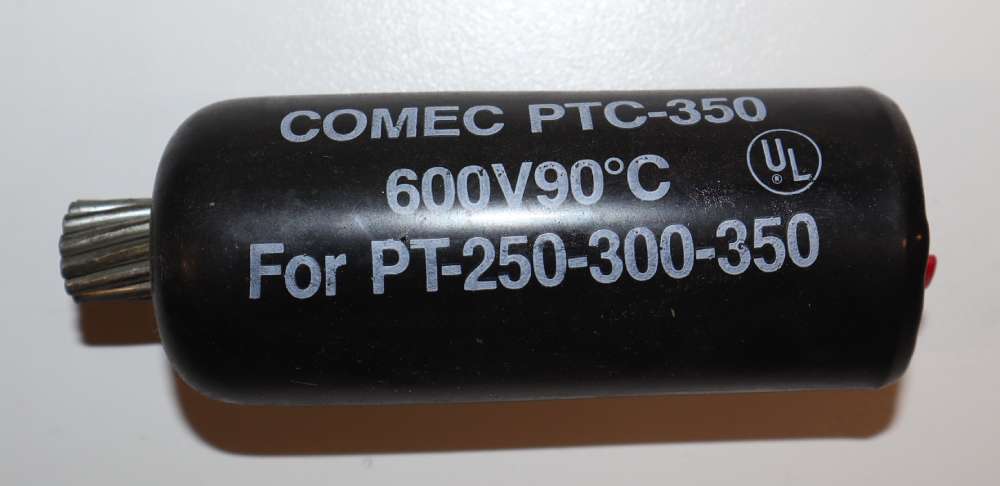 COMEC PTC-350
600V90°C
UL®
For PT-250-300-350